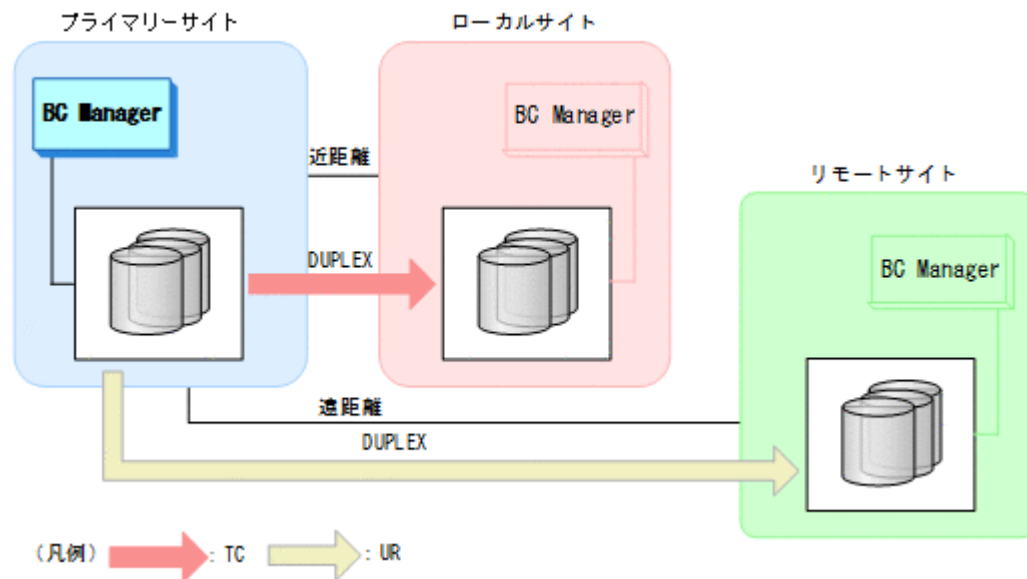 プライマリーサイト
ローカルサイト
BC Manager
BC Manager
近距離
リモートサイト
DUPLEX
BC Manager
遠距離
DUPLEX
(凡例) : TC : UR